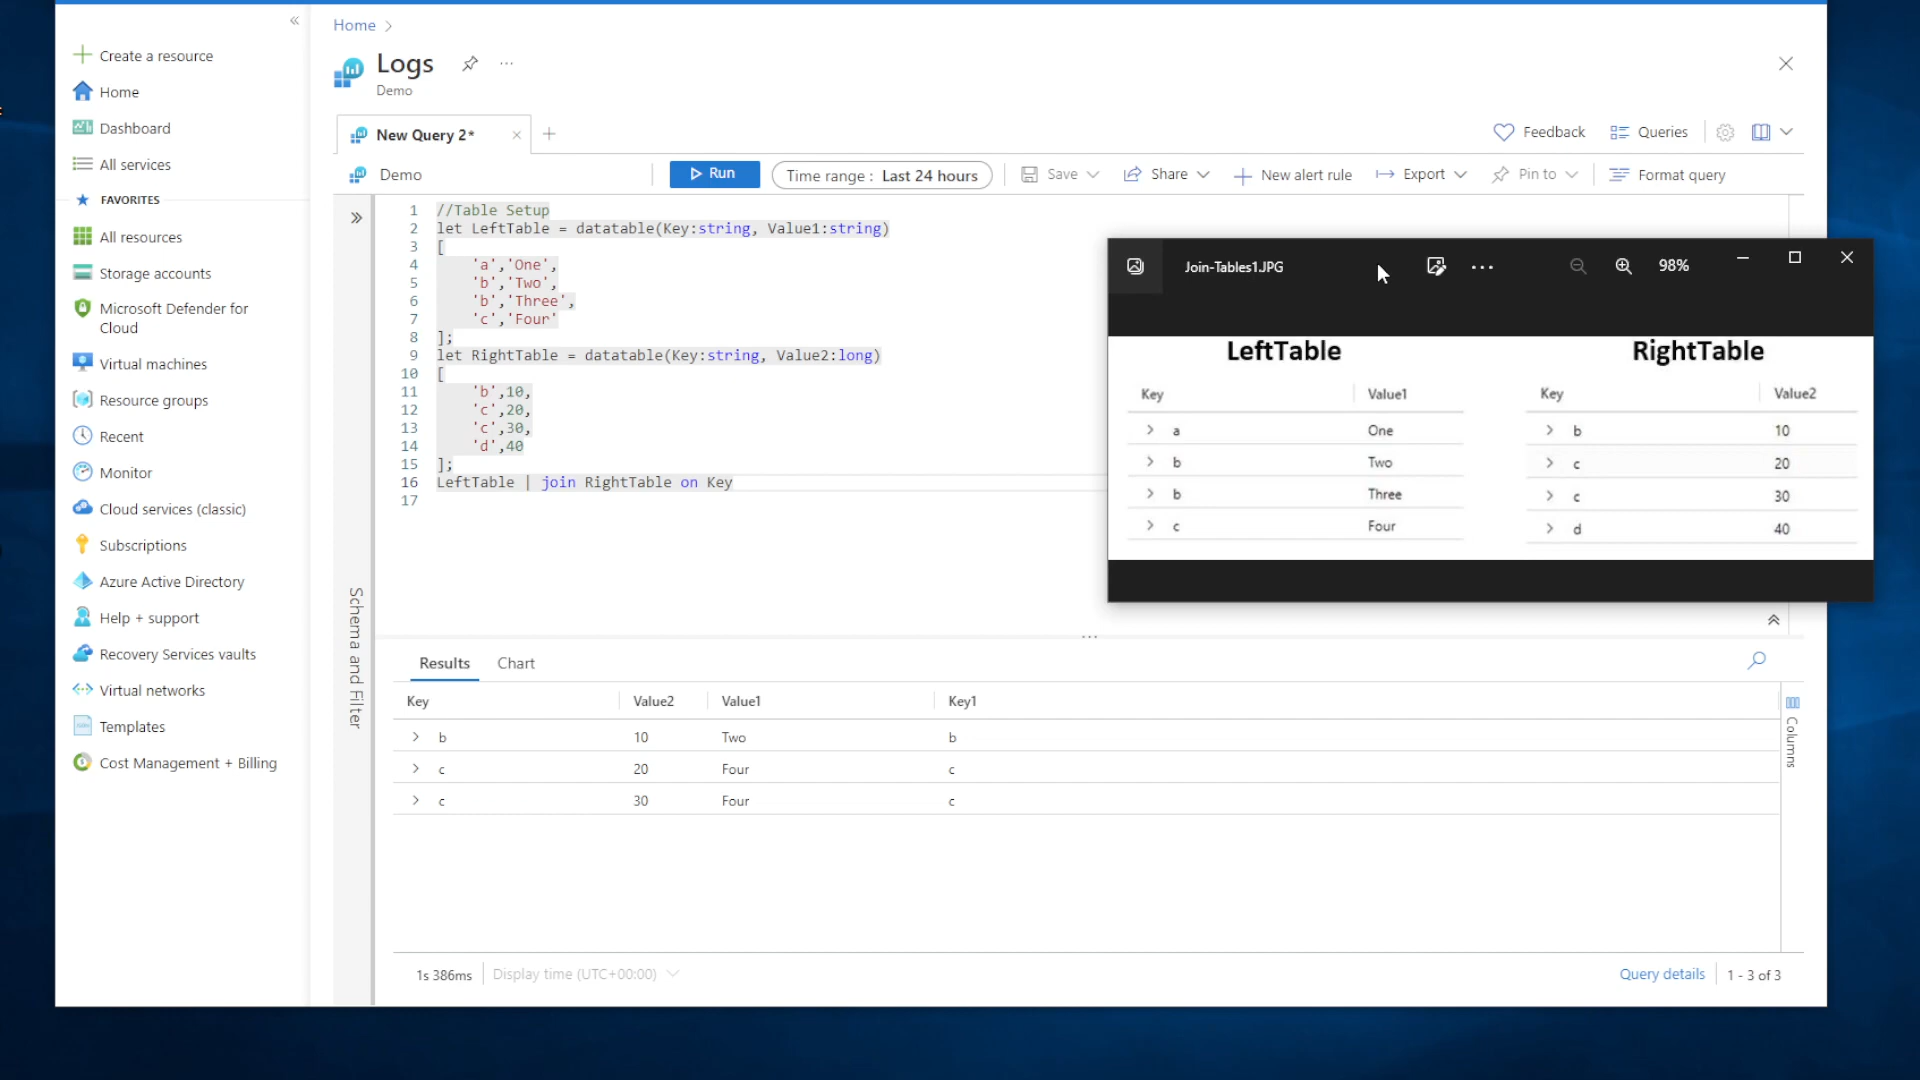 Create a resource
Home
Dashboard
All services
FAVORITES
All resources
Storage accounts
Microsoft Defender for
Cloud
Virtual machines
Resource groups
Recent
Monitor
Cloud services (classic)
Subscriptions
Azure Active Directory
Help + support
Recovery Services vaults
Virtual networks
Templates
Cost Management + Billing
Home
Logs
Demo
New Query 2*
Feedback
Queries
Demo
Run
Time range : Last 24 hours
Save
Share
New alert rule
Export
Pin to
Format query
Schema and Filter
1 //Table Setup
2 let LeftTable = datatable(Key:string, Value1:string)
3 [
4 'a','One',
5 'b','Two',
6 'b','Three',
7 'c','Four'
8 ];
9 let RightTable = datatable(Key:string, Value2:long)
10 [
11 'b',10,
12 'c',20,
13 'c',30,
14 'd',40
15 ];
16 LeftTable | join RightTable on Key
17
Join-Tables1.JPG
98%
LeftTable
Key Value1
a One
b Two
b Three
c Four
RightTable
Key Value2
b 10
c 20
c 30
d 40
Results Chart
Key Value2 Value1 Key1
b 10 Two b
c 20 Four c
c 30 Four c
Columns
1s 386ms
Display time (UTC+00:00)
Query details
1 - 3 of 3